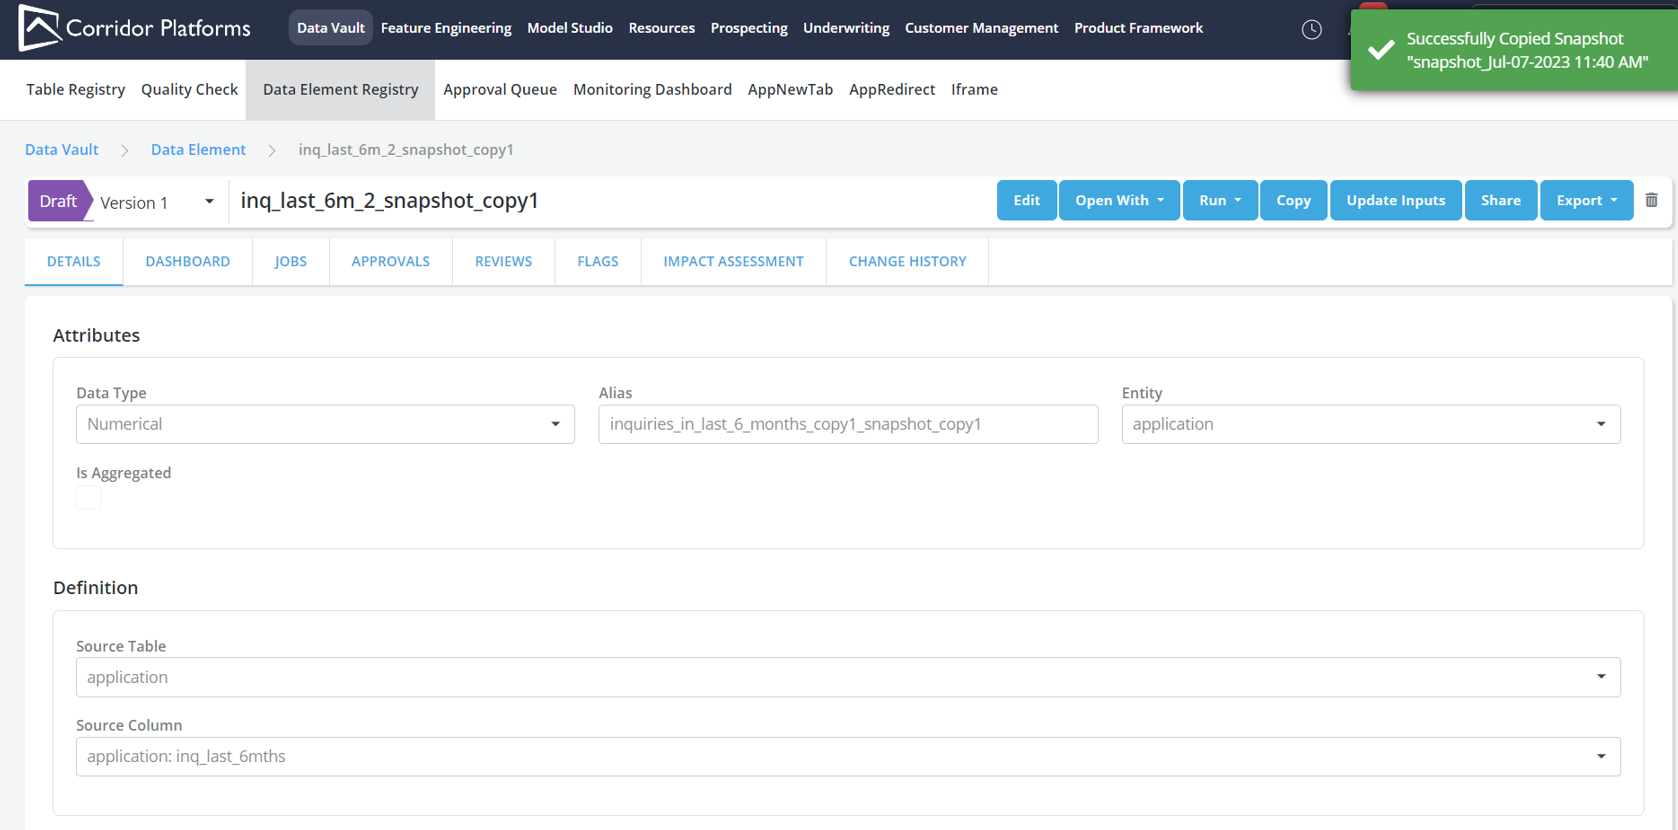 Corridor Platforms
Data Vault Feature Engineering Model Studio Resources Prospecting Underwriting Customer Management Product Framework
Successfully Copied Snapshot
"snapshot_Jul-07-2023 11:40 AM"
Table Registry Quality Check Data Element Registry Approval Queue Monitoring Dashboard AppNewTab AppRedirect Iframe
Data Vault Data Element inq_last_6m_2_snapshot_copy1
Draft Version 1 inq_last_6m_2_snapshot_copy1 Edit Open With Run Copy Update Inputs Share Export
DETAILS DASHBOARD JOBS APPROVALS REVIEWS FLAGS IMPACT ASSESSMENT CHANGE HISTORY
Attributes
Data Type Alias Entity
Numerical inquiries_in_last_6_months_copy1_snapshot_copy1 application
Is Aggregated
Definition
Source Table
application
Source Column
application: inq_last_6mths